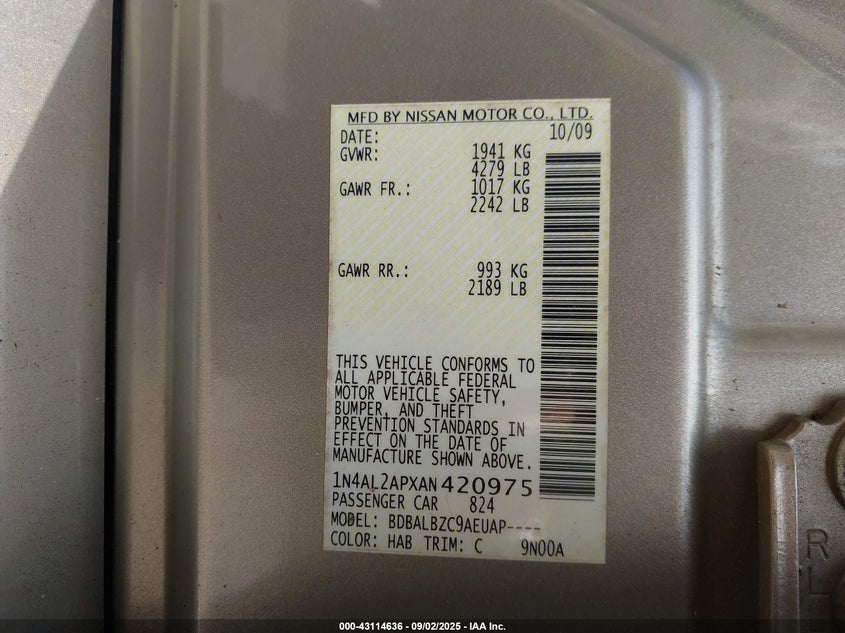 MFD BY NISSAN MOTOR CO., LTD.
DATE: 10/09
GVWR: 1941 KG
4279 LB
GAWR FR.: 1017 KG
2242 LB
GAWR RR.: 993 KG
2189 LB
THIS VEHICLE CONFORMS TO
ALL APPLICABLE FEDERAL
MOTOR VEHICLE SAFETY,
BUMPER, AND THEFT
PREVENTION STANDARDS IN
EFFECT ON THE DATE OF
MANUFACTURE SHOWN ABOVE.
1N4AL2APXAN420975
PASSENGER CAR 824
MODEL: BDBALBZC9AEUAP----
COLOR: HAB TRIM: C 9N00A
R
L
000-43114636 - 09/02/2025 - IAA Inc.